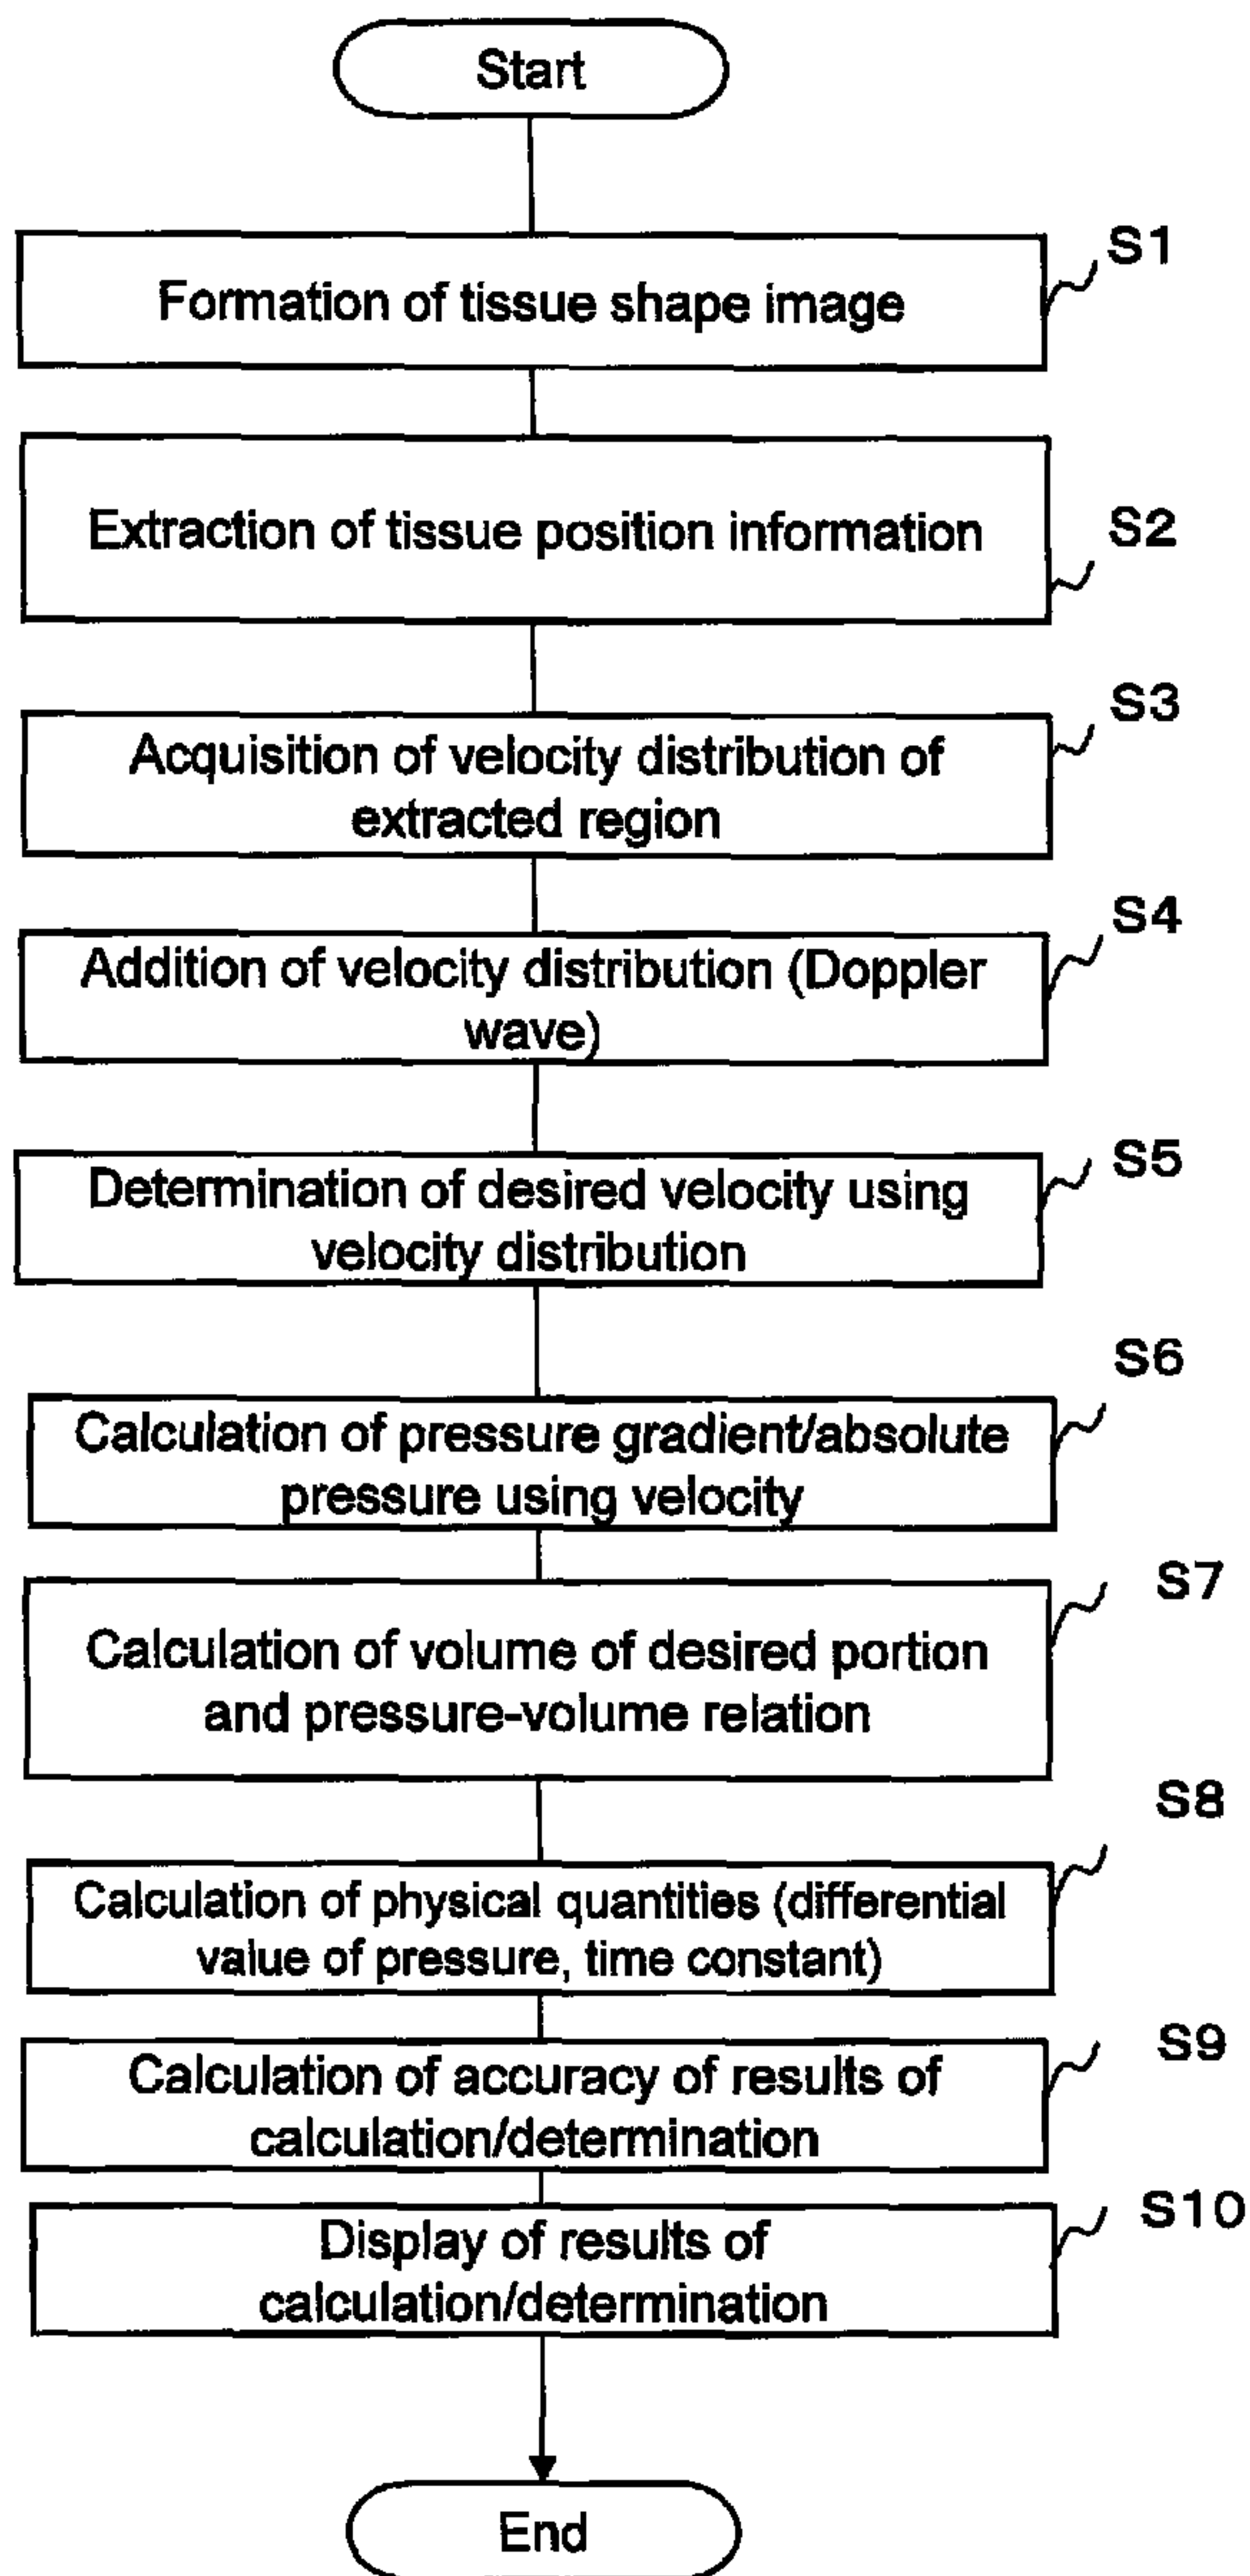 Start
S1
Formation of tissue shape image
S2
Extraction of tissue position information
S3
Acquisition of velocity distribution of
extracted region
S4
Addition of velocity distribution (Doppler
wave)
S5
Determination of desired velocity using
velocity distribution
S6
Calculation of pressure gradient/absolute
pressure using velocity
S7
Calculation of volume of desired portion
and pressure-volume relation
S8
Calculation of physical quantities (differential
value of pressure, time constant)
S9
Calculation of accuracy of results of
calculation/determination
S10
Display of results of
calculation/determination
End